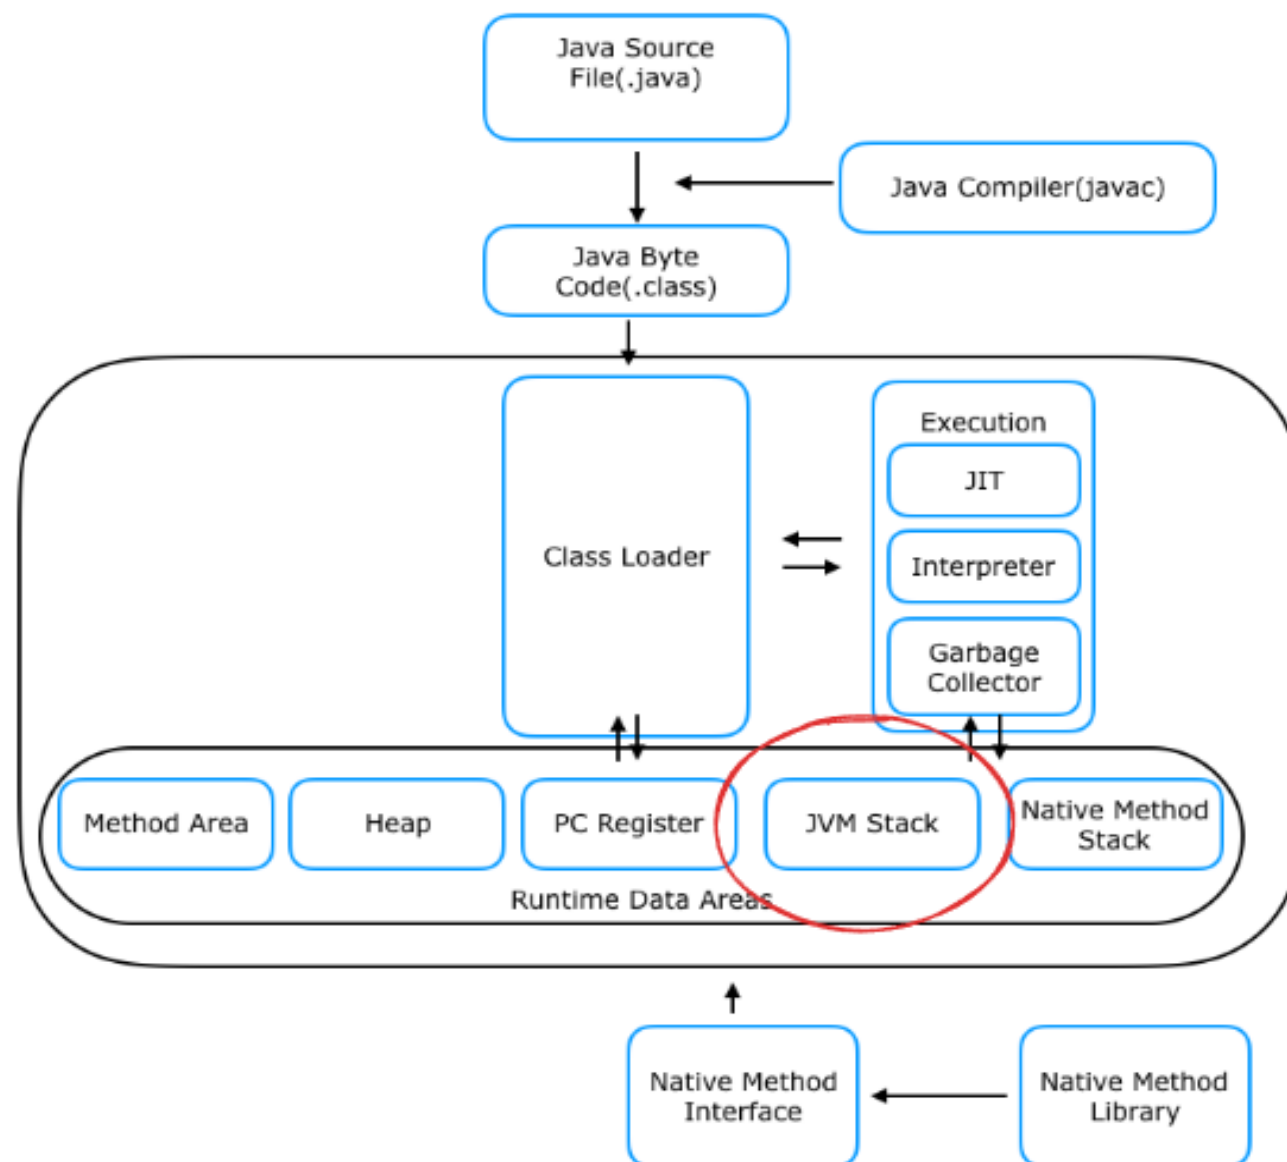 Java Source
File(.java)
Java Compiler(javac)
Java Byte
Code(.class)
Execution
JIT
Class Loader
Interpreter
Garbage
Collector
Method Area
Heap
PC Register
JVM Stack
Native Method
Stack
Runtime Data Areas
Native Method
Interface
Native Method
Library